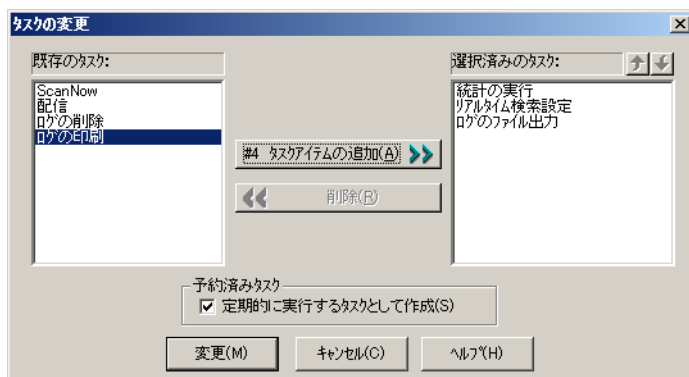 タスクの変更
既存のタスク:
選択済みのタスク:
ScanNow
配信
ログの削除
ログの印刷
#4 タスクアイテムの追加(A)
削除(R)
統計の実行
リアルタイム検索設定
ログのファイル出力
予約済みタスク
定期的に実行するタスクとして作成(S)
変更(M)
キャンセル(C)
ヘルプ(H)